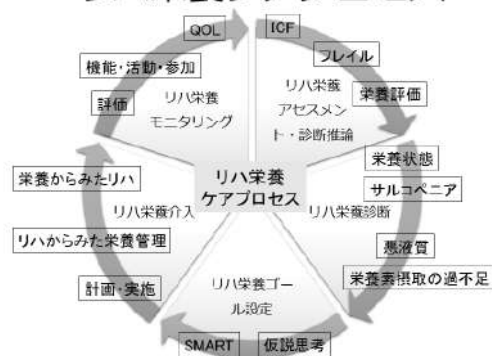 QOL
ICF
フレイル
機能・活動・参加
リハ栄養
アセスメン
ト・診断推論
栄養評価
評価
リハ栄養
モニタリング
リハ栄養
ケアプロセス
栄養状態
サルコペニア
リハ栄養診断
悪液質
栄養素摂取の過不足
栄養からみたリハ
リハ栄養介入
リハからみた栄養管理
計画・実施
リハ栄養ゴー
ル設定
SMART
仮説思考